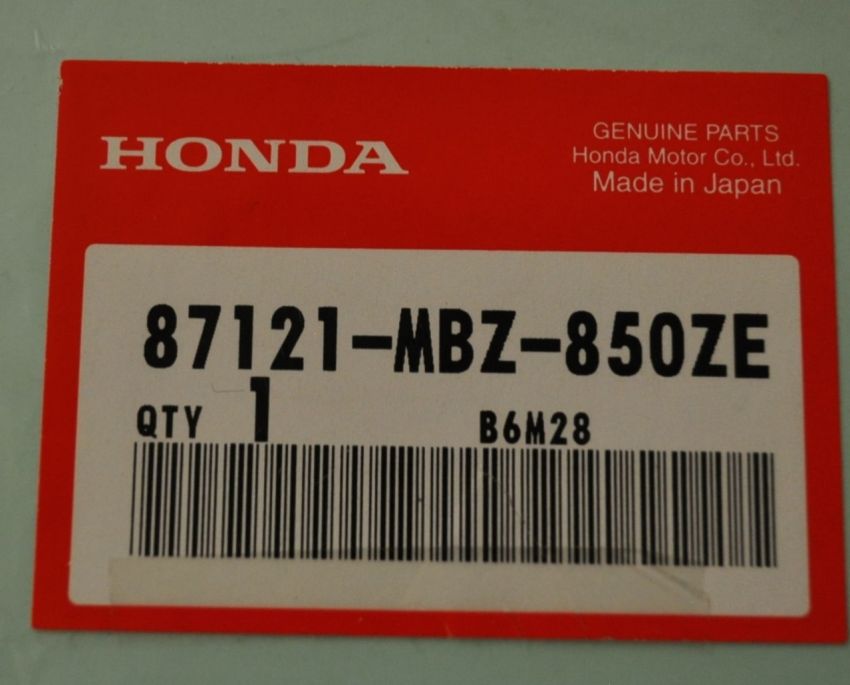 HONDA
GENUINE PARTS
Honda Motor Co., Ltd.
Made in Japan
87121-MBZ-850ZE
QTY 1 B6M28